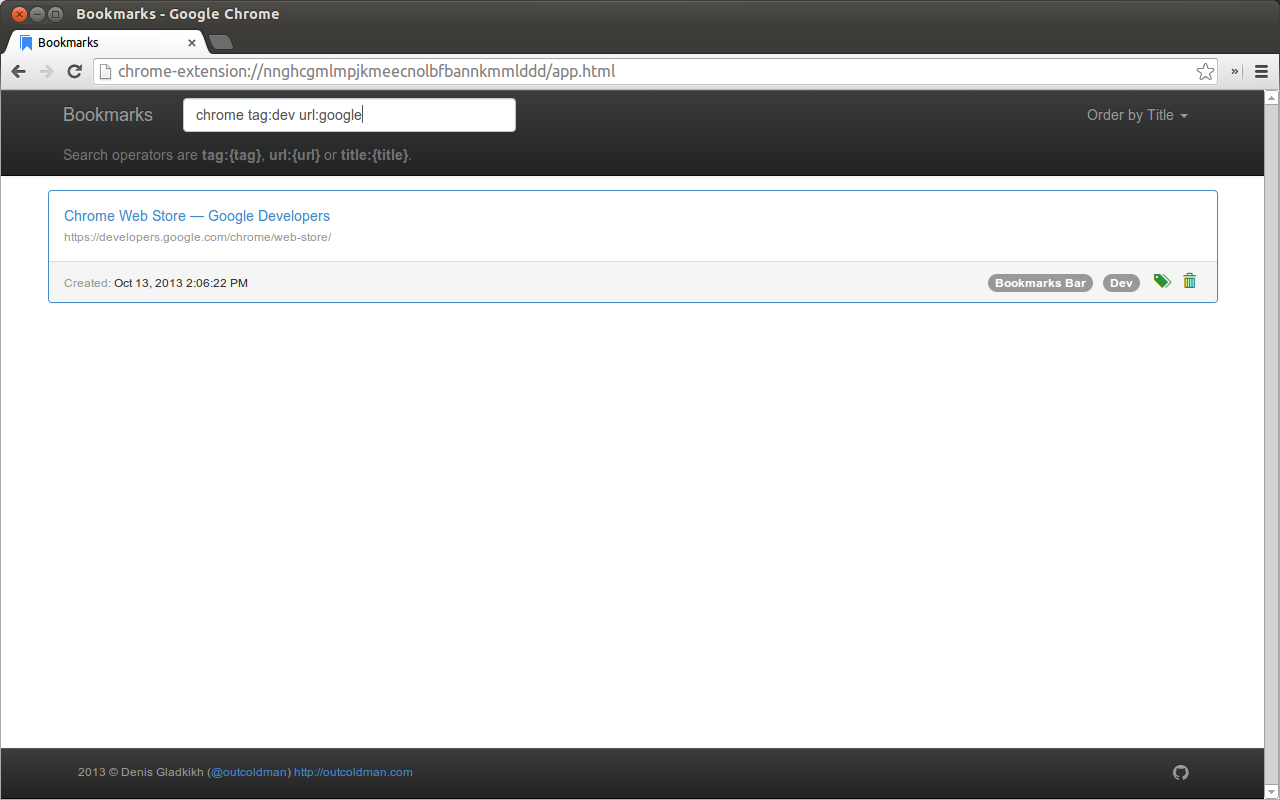 Bookmarks - Google Chrome
Bookmarks
chrome-extension://nnghcgmlmpjkmeecnolbfbannkmmlddd/app.html
Bookmarks chrome tag:dev url:google Order by Title
Search operators are tag:{tag}, url:{url} or title:{title}.
Chrome Web Store — Google Developers
https://developers.google.com/chrome/web-store/
Created: Oct 13, 2013 2:06:22 PM Bookmarks Bar Dev
2013 © Denis Gladkikh (@outcoldman) http://outcoldman.com